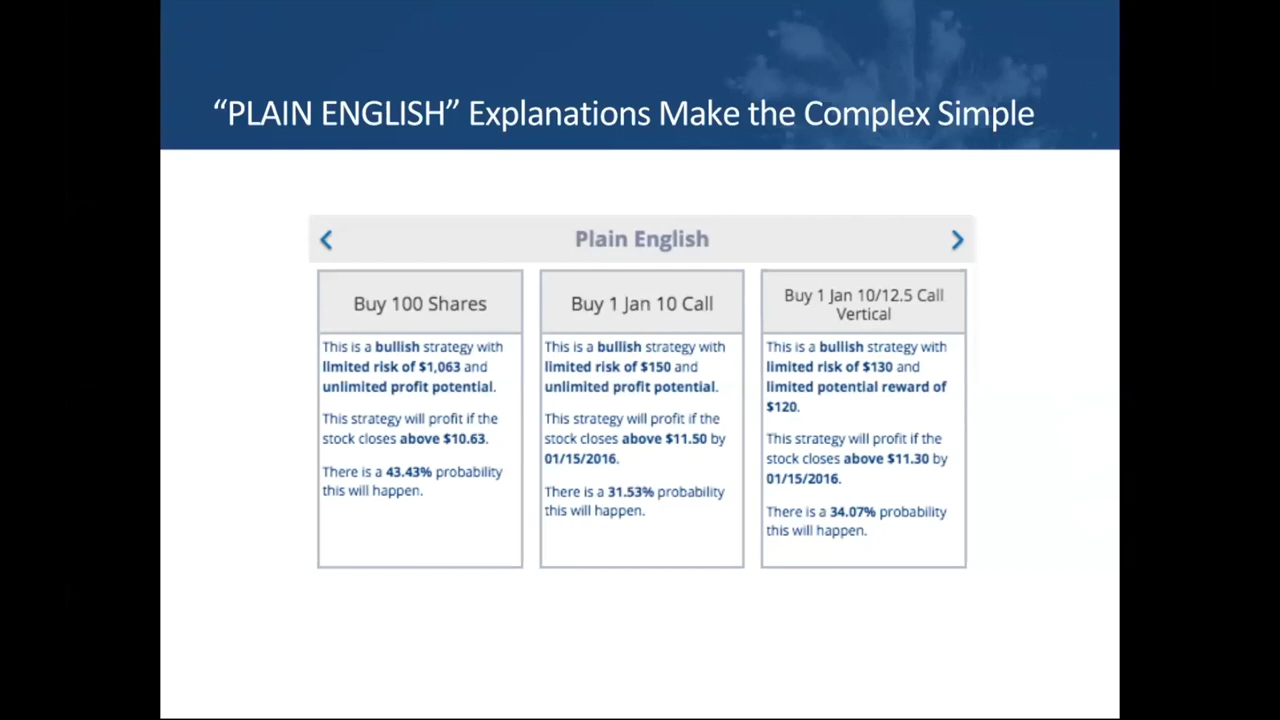 “PLAIN ENGLISH” Explanations Make the Complex Simple
Plain English
Buy 100 Shares
This is a bullish strategy with
limited risk of $1,063 and
unlimited profit potential.
This strategy will profit if the
stock closes above $10.63.
There is a 43.43% probability
this will happen.
Buy 1 Jan 10 Call
This is a bullish strategy with
limited risk of $150 and
unlimited profit potential.
This strategy will profit if the
stock closes above $11.50 by
01/15/2016.
There is a 31.53% probability
this will happen.
Buy 1 Jan 10/12.5 Call
Vertical
This is a bullish strategy with
limited risk of $130 and
limited potential reward of
$120.
This strategy will profit if the
stock closes above $11.30 by
01/15/2016.
There is a 34.07% probability
this will happen.